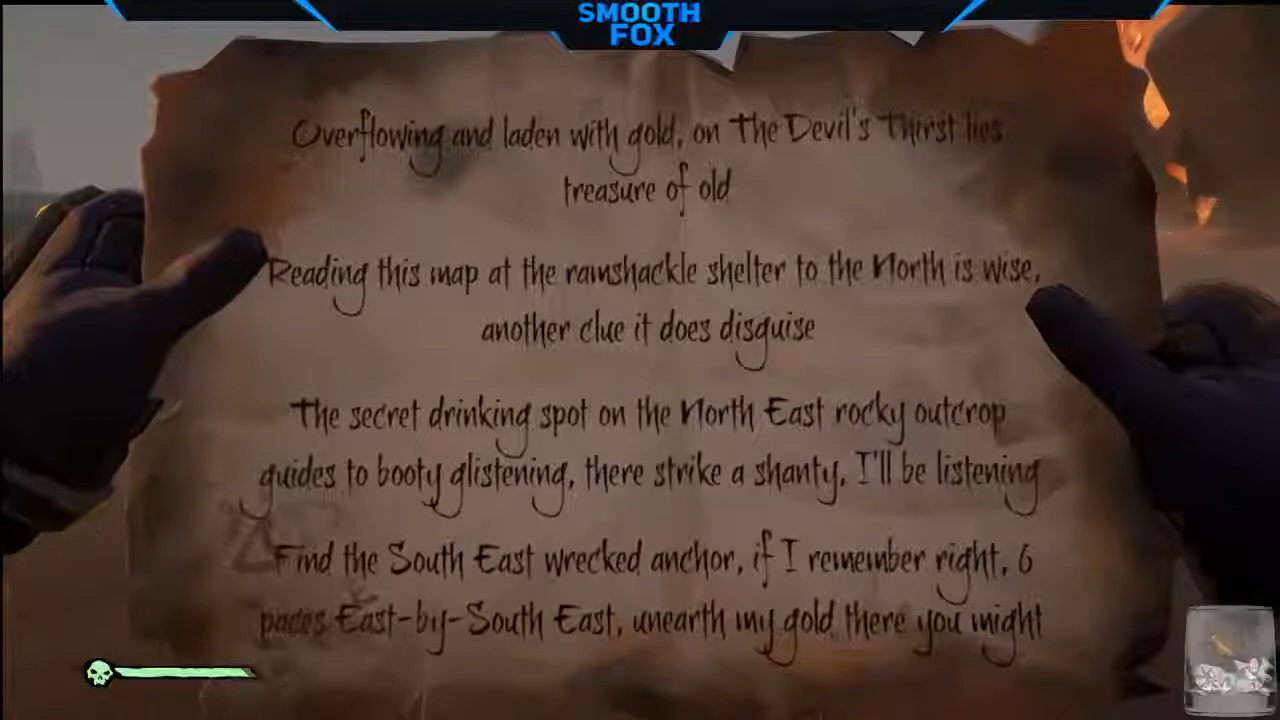 SMOOTH
FOX
Overflowing and laden with gold, on The Devil's Thirst lies
treasure of old
Reading this map at the ramshackle shelter to the North is wise,
another clue it does disguise
The secret drinking spot on the North East rocky outcrop
guides to booty glistening, there strike a shanty, I'll be listening
Find the South East wrecked anchor, if I remember right, 6
paces East-by-South East, unearth my gold there you might